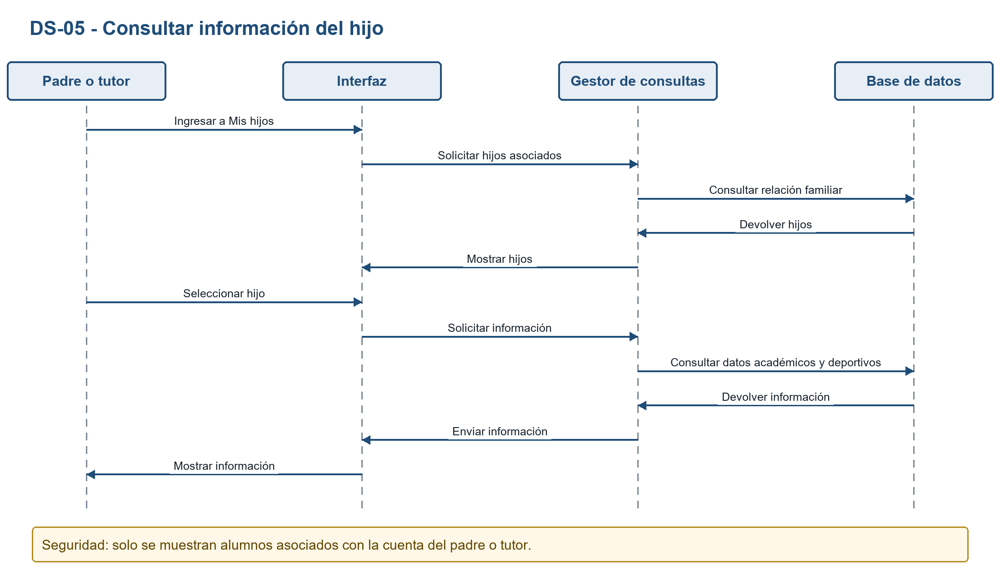 DS-05 - Consultar información del hijo
Padre o tutor
Interfaz
Gestor de consultas
Base de datos
Ingresar a Mis hijos
Solicitar hijos asociados
Consultar relación familiar
Devolver hijos
Mostrar hijos
Seleccionar hijo
Solicitar información
Consultar datos académicos y deportivos
Devolver información
Enviar información
Mostrar información
Seguridad: solo se muestran alumnos asociados con la cuenta del padre o tutor.